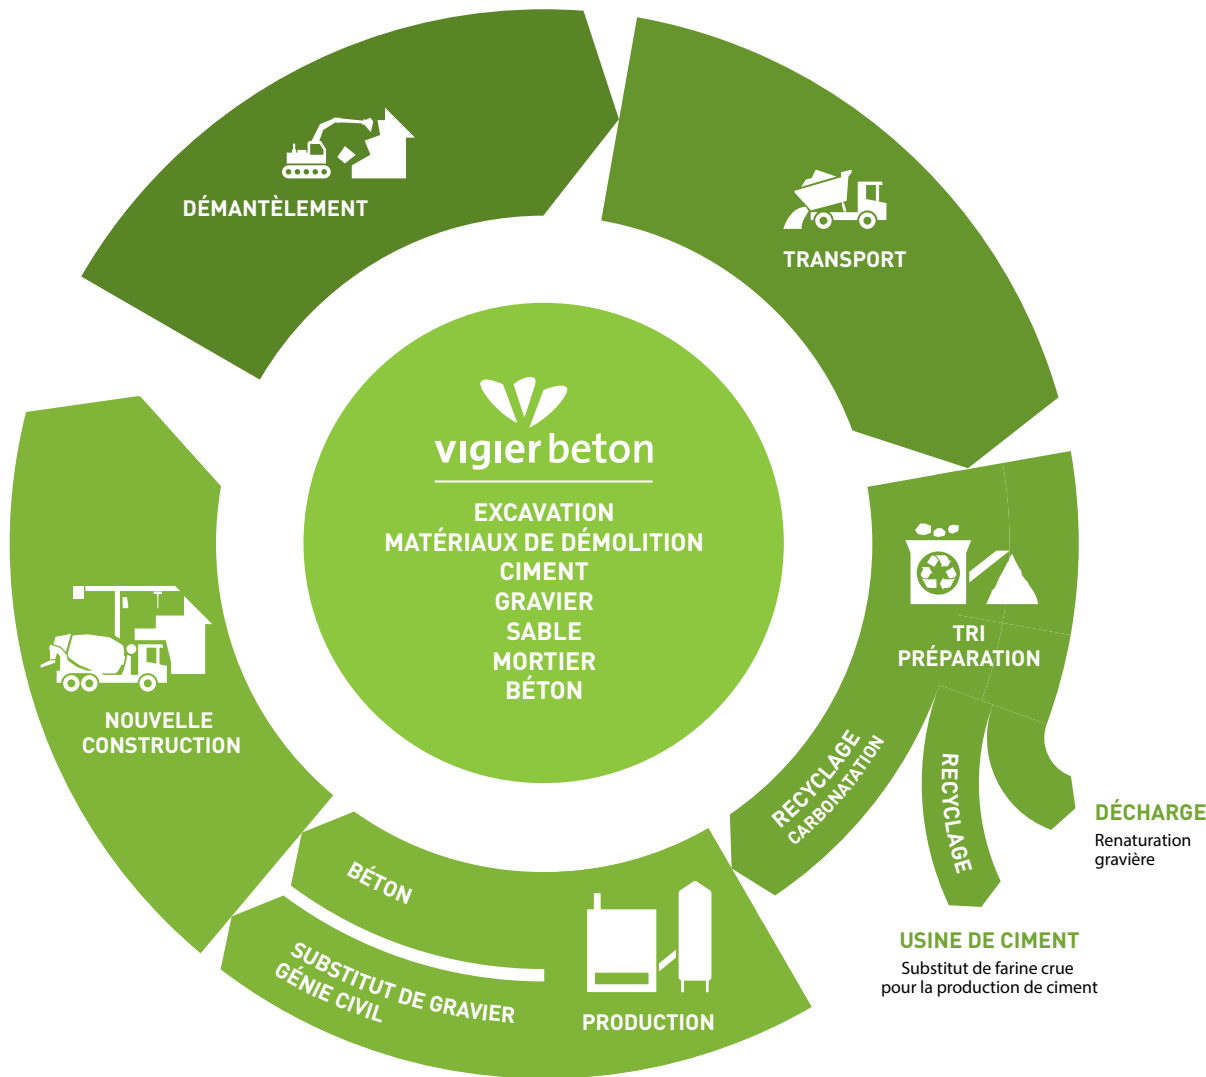 DÉMANTÈLEMENT
TRANSPORT
vigier beton
EXCAVATION
MATÉRIAUX DE DÉMOLITION
CIMENT
GRAVIER
SABLE
MORTIER
BÉTON
TRI
PRÉPARATION
RECYCLAGE
CARBONATATION
RECYCLAGE
DÉCHARGE
Renaturation
gravière
USINE DE CIMENT
Substitut de farine crue
pour la production de ciment
PRODUCTION
BÉTON
SUBSTITUT DE GRAVIER
GÉNIE CIVIL
NOUVELLE
CONSTRUCTION